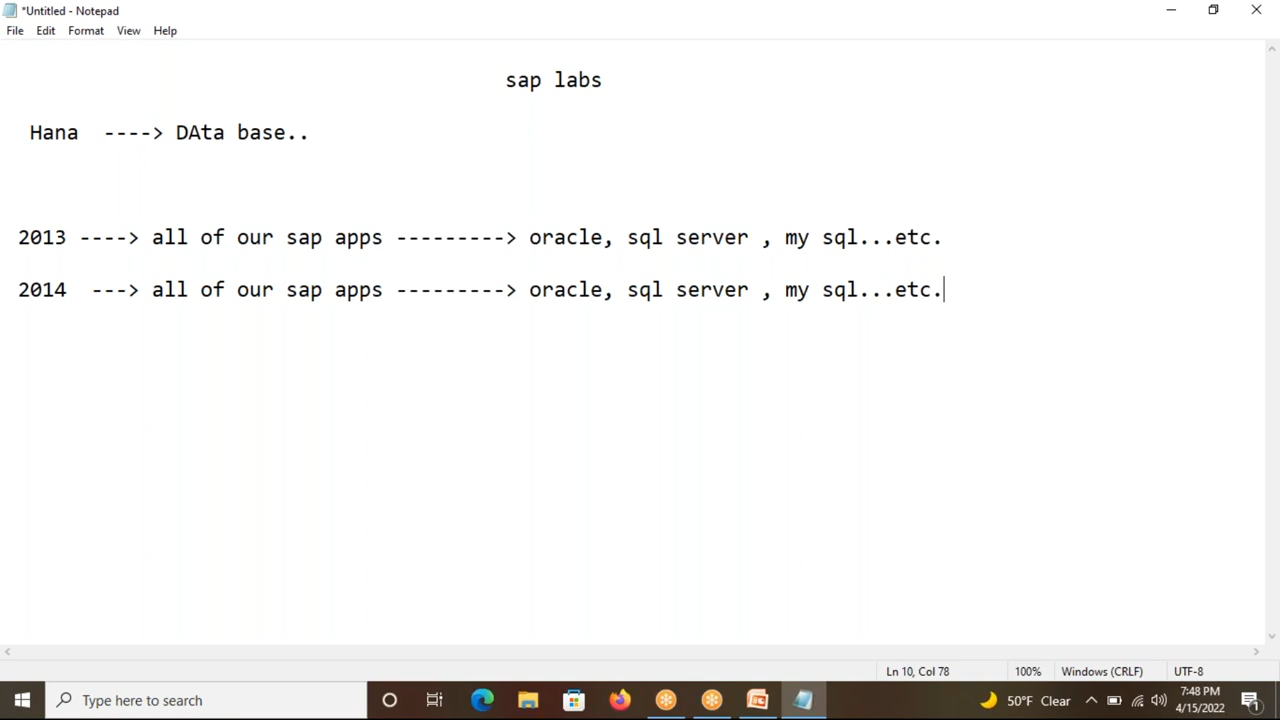 *Untitled - Notepad
File Edit Format View Help
sap labs
Hana ----> DAta base..
2013 ----> all of our sap apps ---------> oracle, sql server , my sql...etc.
2014 ---> all of our sap apps ---------> oracle, sql server , my sql...etc.
Ln 10, Col 78 100% Windows (CRLF) UTF-8
Type here to search
50°F Clear
7:48 PM
4/15/2022
1